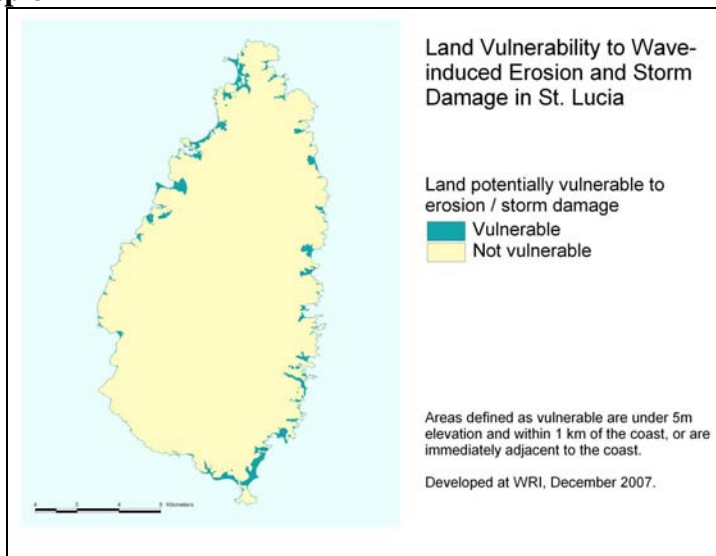 Land Vulnerability to Wave-
induced Erosion and Storm
Damage in St. Lucia
Land potentially vulnerable to
erosion / storm damage
Vulnerable
Not vulnerable
Areas defined as vulnerable are under 5m
elevation and within 1 km of the coast, or are
immediately adjacent to the coast.
Developed at WRI, December 2007.
Kilometers